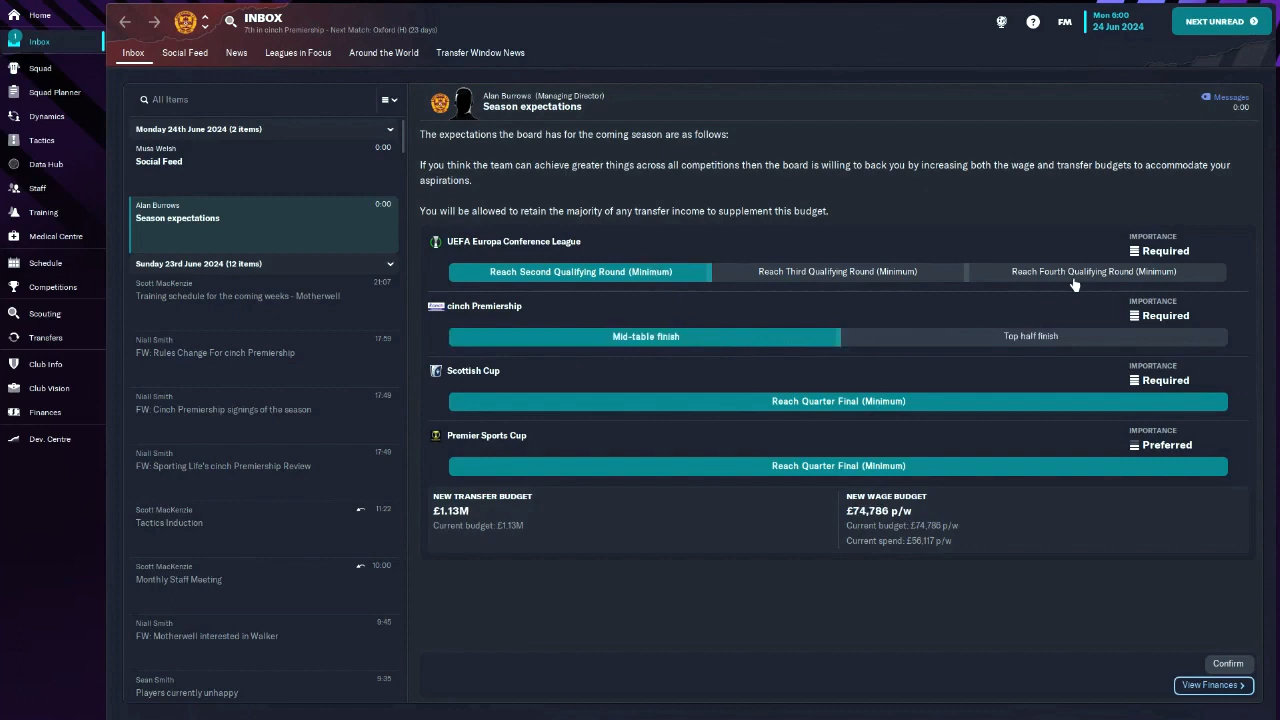 Home
1
Inbox
Squad
Squad Planner
Dynamics
Tactics
Data Hub
Staff
Training
Medical Centre
Schedule
Competitions
Scouting
Transfers
Club Info
Club Vision
Finances
Dev. Centre
INBOX
7th in cinch Premiership - Next Match: Oxford (H) (23 days)
FM
Mon 6:00
24 Jun 2024
NEXT UNREAD
Inbox
Social Feed
News
Leagues in Focus
Around the World
Transfer Window News
All Items
Monday 24th June 2024 (2 items)
Musa Welsh 0:00
Social Feed
Alan Burrows 0:00
Season expectations
Sunday 23rd June 2024 (12 items)
Scott MacKenzie 21:07
Training schedule for the coming weeks - Motherwell
Niall Smith 17:59
FW: Rules Change For cinch Premiership
Niall Smith 17:49
FW: Cinch Premiership signings of the season
Niall Smith 17:49
FW: Sporting Life's cinch Premiership Review
Scott MacKenzie 11:22
Tactics Induction
Scott MacKenzie 10:00
Monthly Staff Meeting
Niall Smith 9:45
FW: Motherwell interested in Walker
Sean Smith 9:35
Players currently unhappy
Alan Burrows (Managing Director)
Season expectations
Messages
0:00
The expectations the board has for the coming season are as follows:
If you think the team can achieve greater things across all competitions then the board is willing to back you by increasing both the wage and transfer budgets to accommodate your
aspirations.
You will be allowed to retain the majority of any transfer income to supplement this budget.
UEFA Europa Conference League
IMPORTANCE
Required
Reach Second Qualifying Round (Minimum)
Reach Third Qualifying Round (Minimum)
Reach Fourth Qualifying Round (Minimum)
cinch Premiership
IMPORTANCE
Required
Mid-table finish
Top half finish
Scottish Cup
IMPORTANCE
Required
Reach Quarter Final (Minimum)
Premier Sports Cup
IMPORTANCE
Preferred
Reach Quarter Final (Minimum)
NEW TRANSFER BUDGET
£1.13M
Current budget: £1.13M
NEW WAGE BUDGET
£74,786 p/w
Current budget: £74,786 p/w
Current spend: £56,117 p/w
Confirm
View Finances